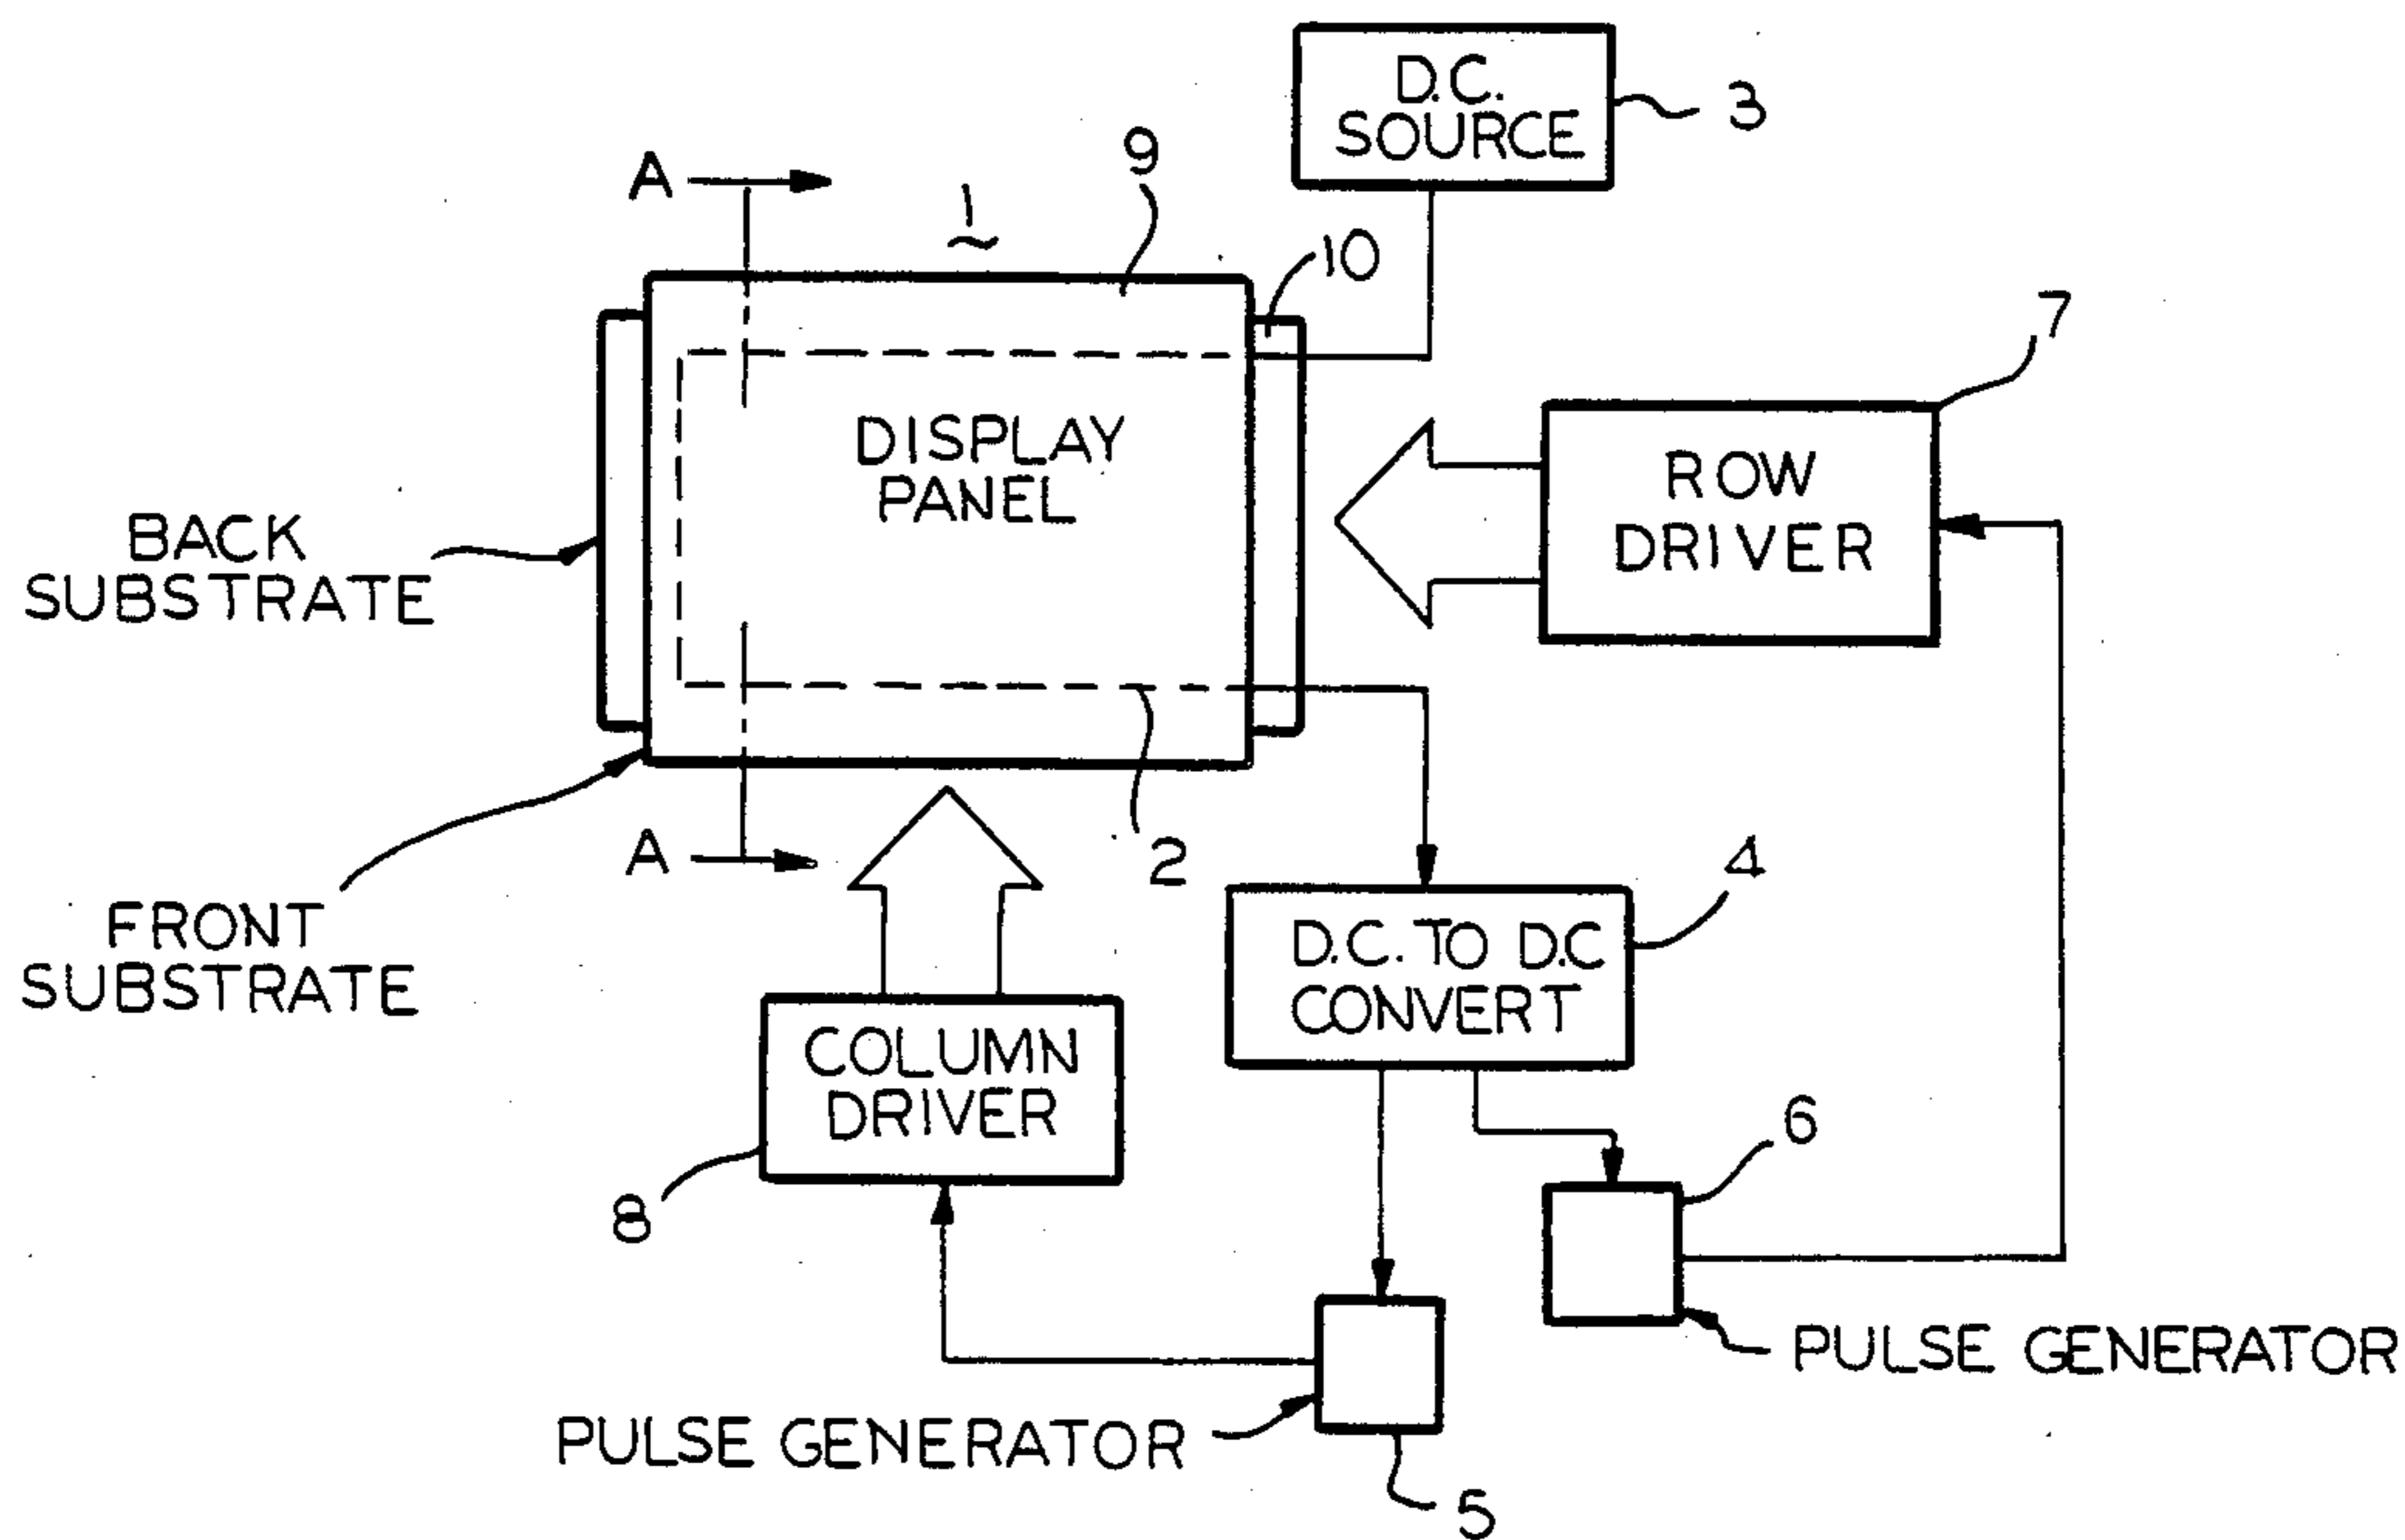 D.C.
SOURCE
3
A
1
9
10
7
DISPLAY
PANEL
ROW
DRIVER
BACK
SUBSTRATE
A
2
4
FRONT
SUBSTRATE
D.C. TO D.C
CONVERT
COLUMN
DRIVER
8
6
PULSE GENERATOR
PULSE GENERATOR
5